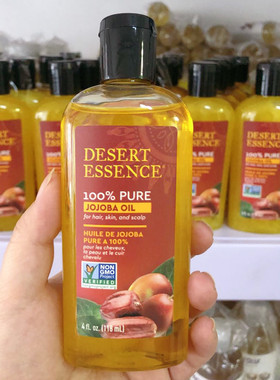 DESERT
ESSENCE
100% PURE
JOJOBA OIL
for hair, skin, and scalp
HUILE DE JOJOBA
PURE À 100%
pour les cheveux,
la peau et le cuir
chevelu
NON
GMO
Project
VERIFIED
4 fl. oz. (118 mL)